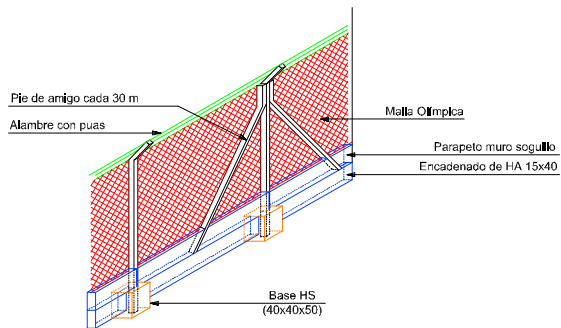 Pie de amigo cada 30 m
Alambre con puas
Malla Olímpica
Parapeto muro soguillo
Encadenado de HA 15x40
Base HS
(40x40x50)